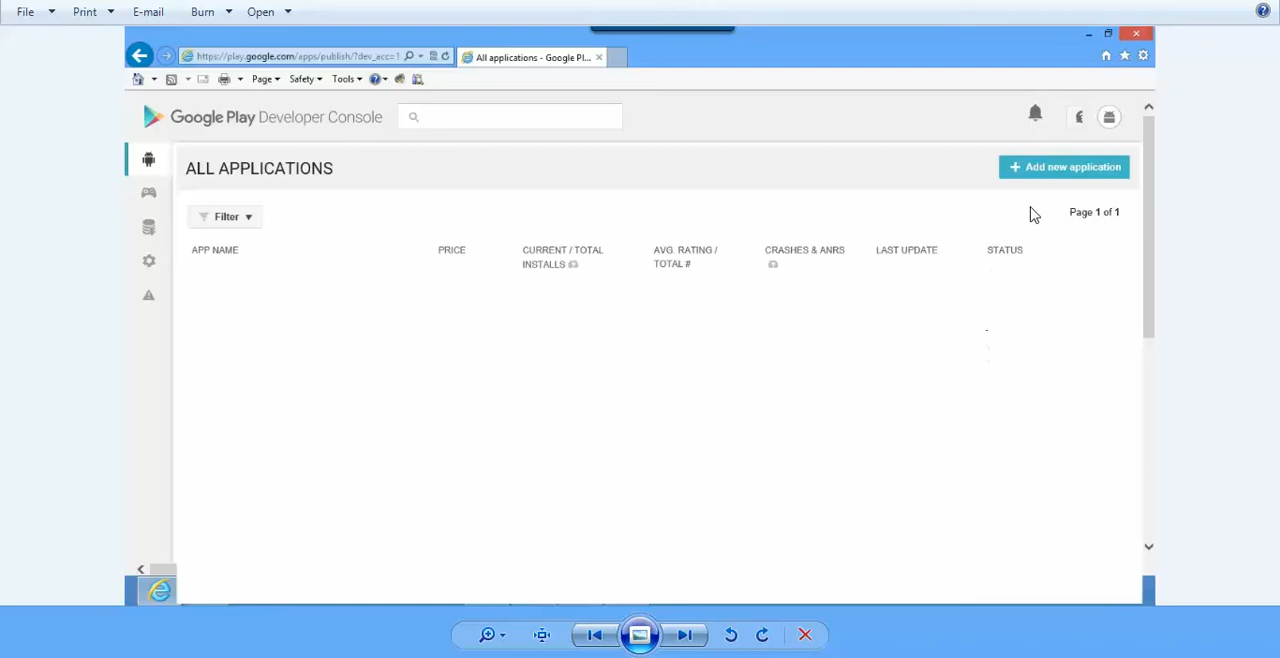 File Print E-mail Burn Open
https://play.google.com/apps/publish/?dev_acc=1 All applications - Google Pl...
Page Safety Tools
Google Play Developer Console
ALL APPLICATIONS
+ Add new application
Filter
Page 1 of 1
APP NAME PRICE CURRENT / TOTAL AVG. RATING / CRASHES & ANRS LAST UPDATE STATUS
INSTALLS TOTAL #